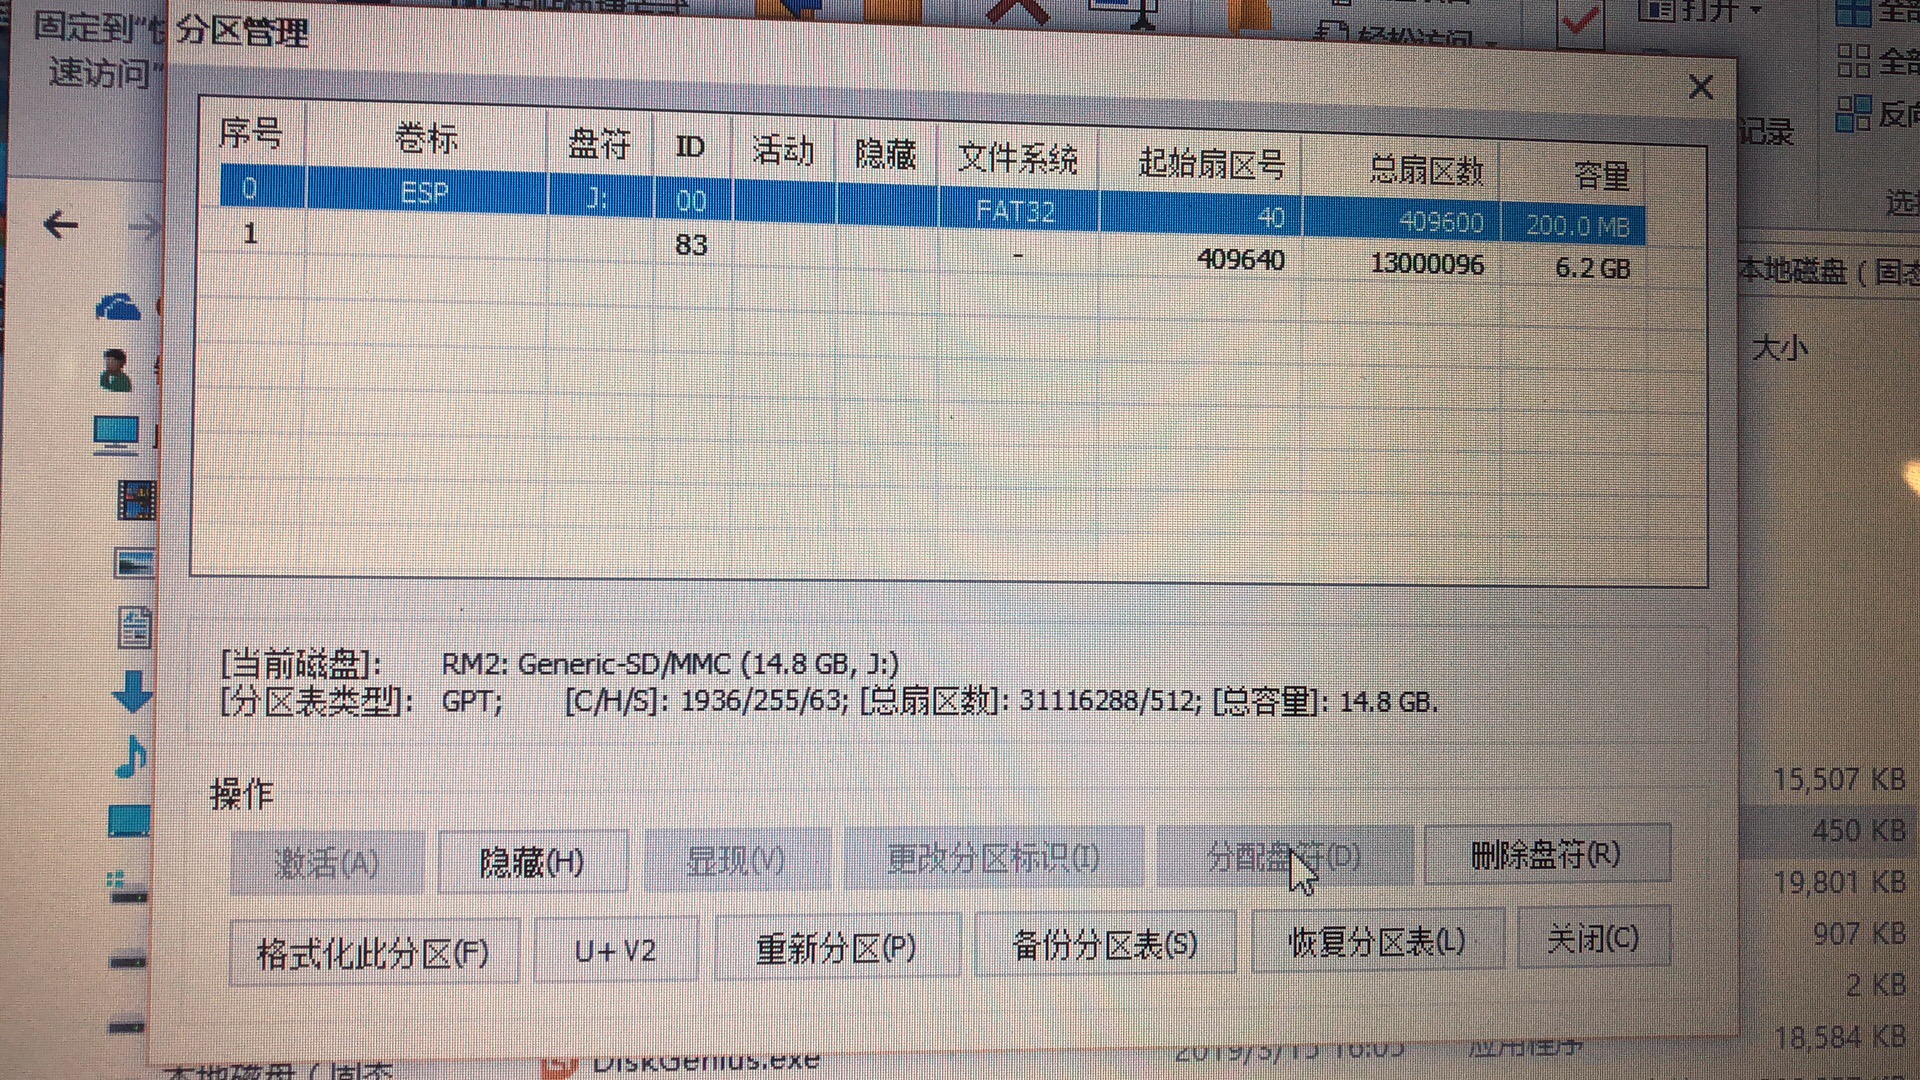 固定到"快
速访问"
分区管理
轻松访问
打开
全部
全部
反向
记录
序号 卷标 盘符 ID 活动 隐藏 文件系统 起始扇区号 总扇区数 容量
0 ESP J: 00 FAT32 40 409600 200.0 MB
1 83 - 409640 13000096 6.2 GB
本地磁盘 ( 固态
大小
[当前磁盘]: RM2: Generic-SD/MMC (14.8 GB, J:)
[分区表类型]: GPT; [C/H/S]: 1936/255/63; [总扇区数]: 31116288/512; [总容量]: 14.8 GB.
操作
激活(A) 隐藏(H) 显现(V) 更改分区标识(I) 分配盘符(D) 删除盘符(R)
格式化此分区(F) U+ V2 重新分区(P) 备份分区表(S) 恢复分区表(L) 关闭(C)
15,507 KB
450 KB
19,801 KB
907 KB
2 KB
18,584 KB
本地磁盘 ( 固态
DiskGenius.exe 2019/3/15 16:05 应用程序